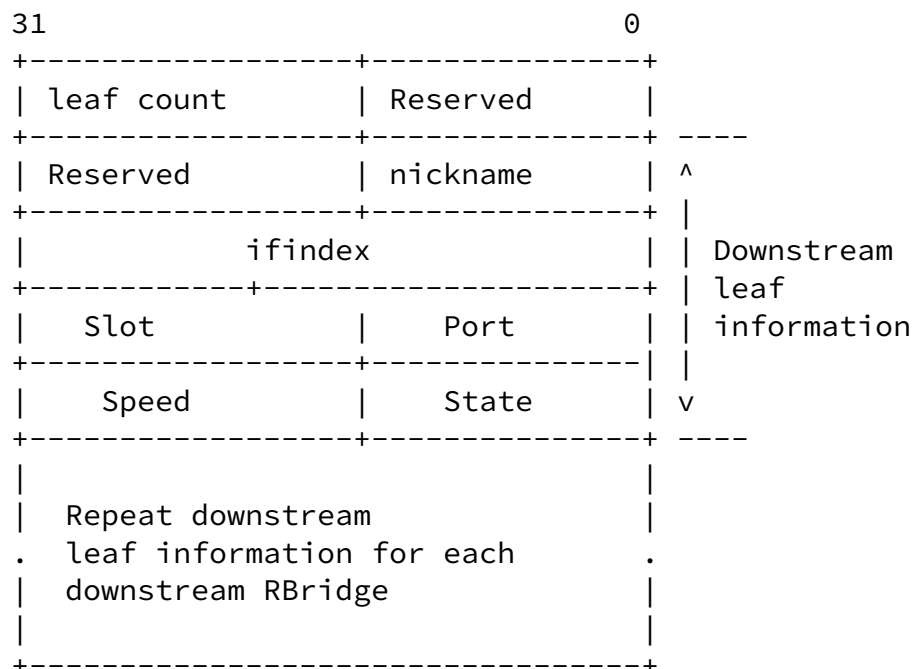 31                                 0
+------------------+---------------+
| leaf count       | Reserved      |
+------------------+---------------+ ----
| Reserved         | nickname      | ^
+------------------+---------------+ |
|            ifindex               | | Downstream
+------------+---------------------+ | leaf
|   Slot           |    Port       | | information
+------------------+---------------| |
|    Speed         |    State      | v
+------------------+---------------+ ----
|                                  |
|  Repeat downstream               |
.  leaf information for each       .
|  downstream RBridge              |
|                                  |
+----------------------------------+